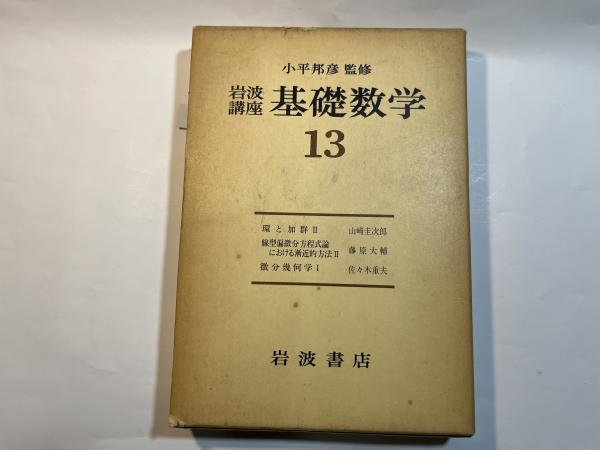 小平邦彦 監修
岩波
講座 基礎数学
13
環と加群 II 山崎圭次郎
線型偏微分方程式論
における漸近的方法 II 藤原大輔
微分幾何学 I 佐々木重夫
岩波書店